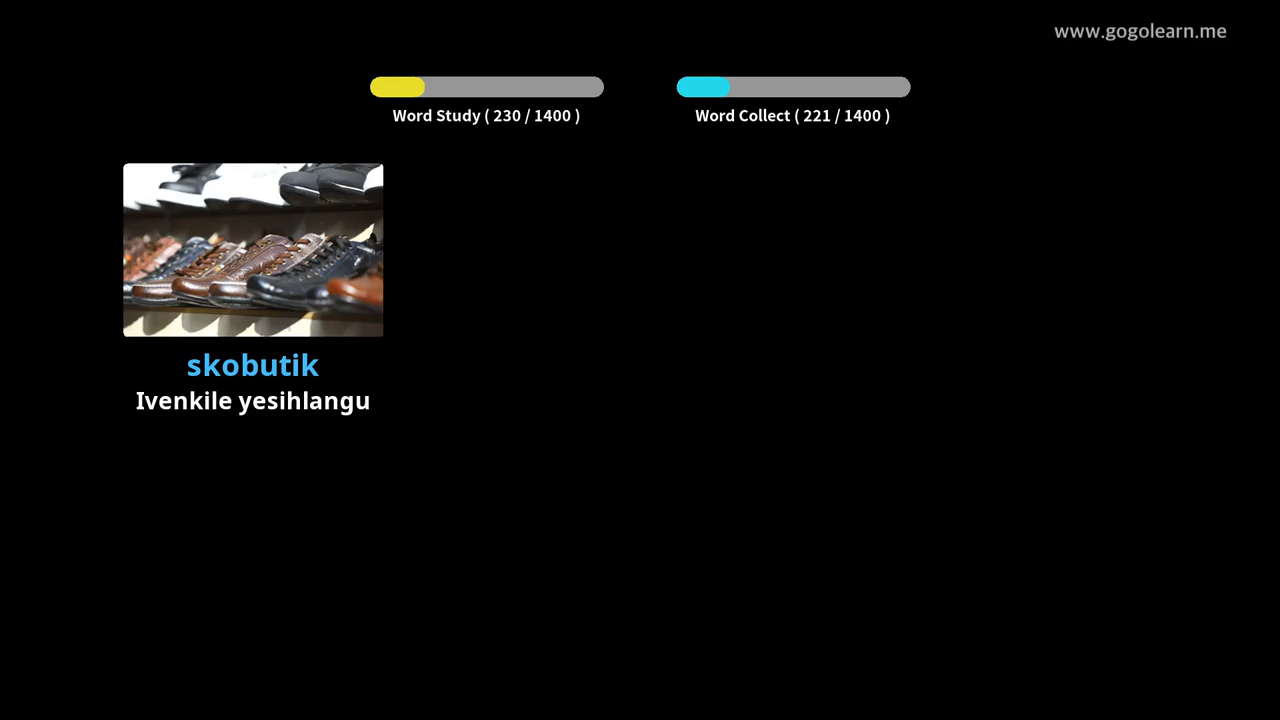 www.gogolearn.me
Word Study ( 230 / 1400 )
Word Collect ( 221 / 1400 )
skobutik
Ivenkile yesihlangu